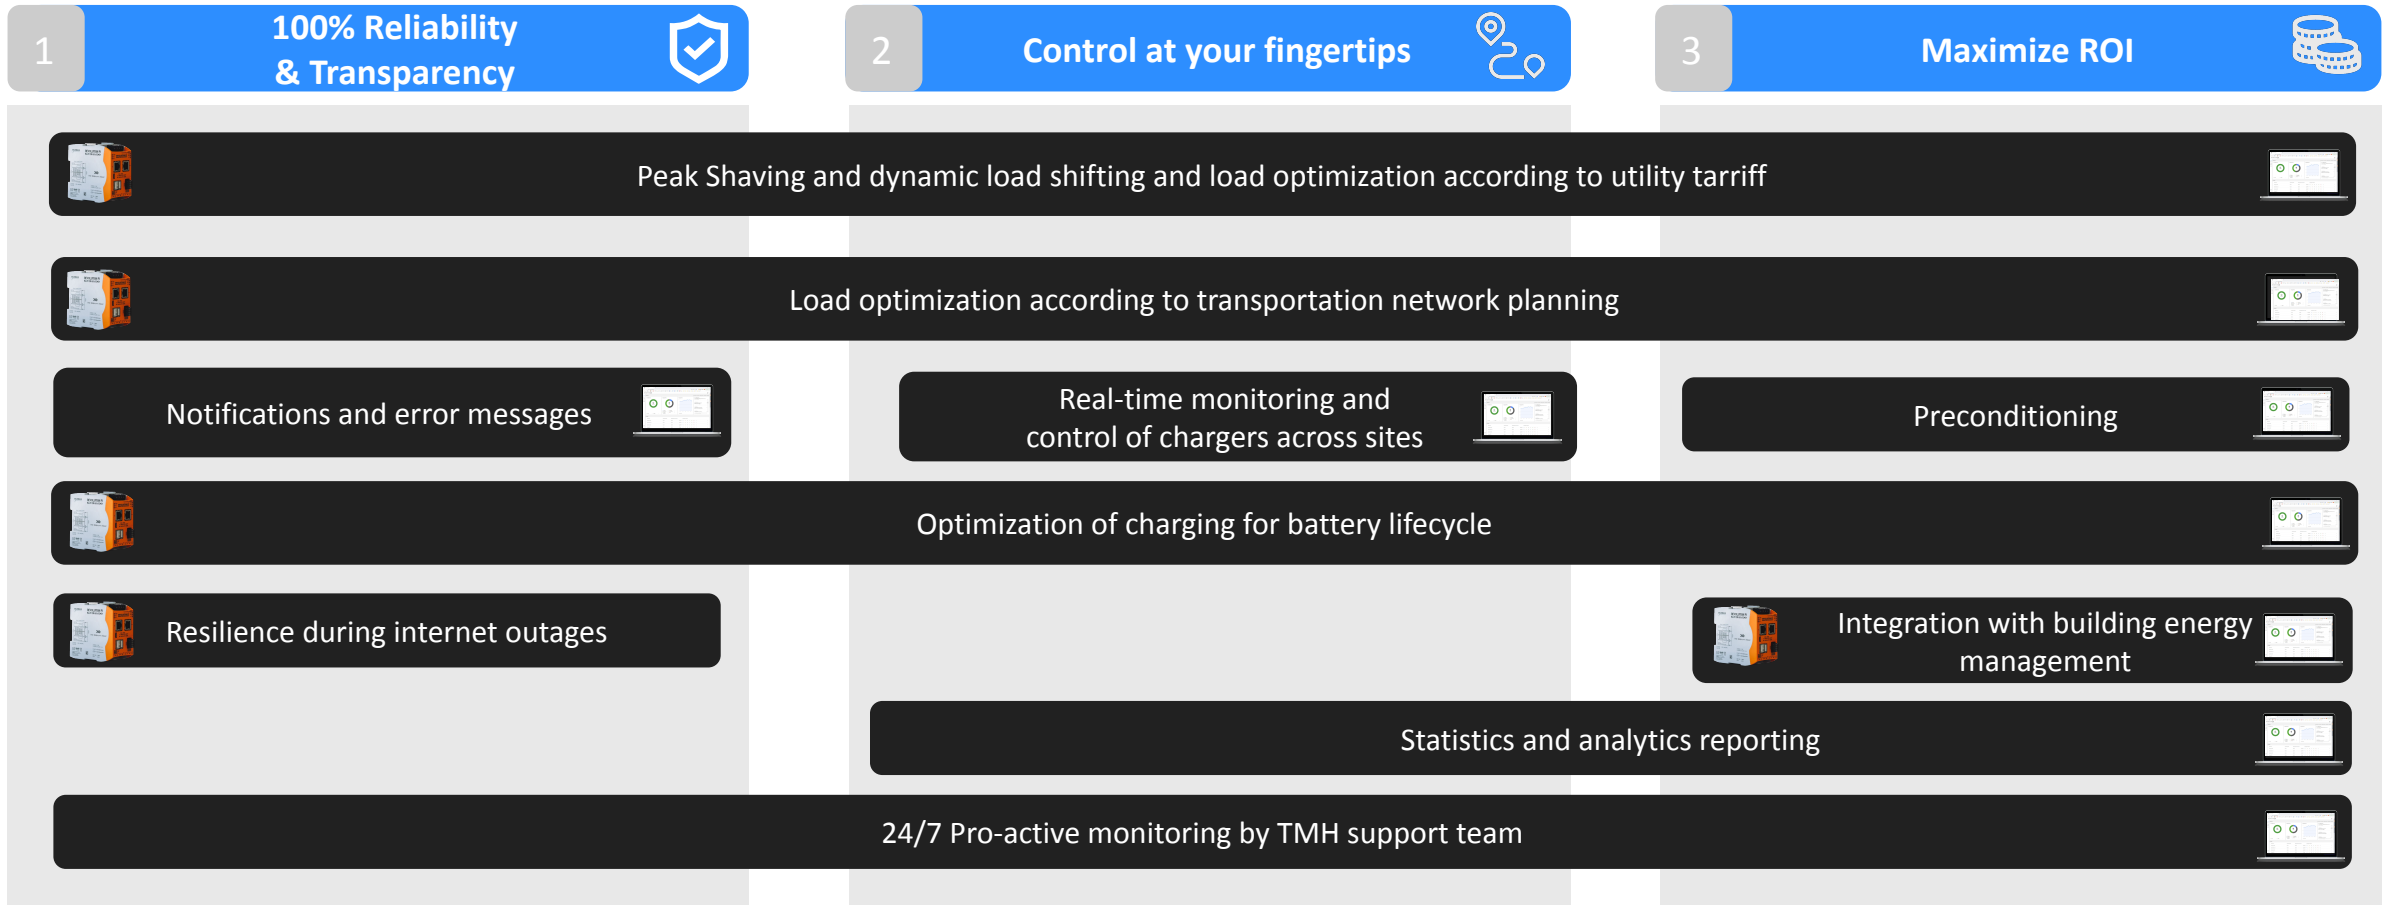 1
100% Reliability
& Transparency
2
Control at your fingertips
3
Maximize ROI
Peak Shaving and dynamic load shifting and load optimization according to utility tarriff
Load optimization according to transportation network planning
Notifications and error messages
Real-time monitoring and
control of chargers across sites
Preconditioning
Optimization of charging for battery lifecycle
Resilience during internet outages
Integration with building energy
management
Statistics and analytics reporting
24/7 Pro-active monitoring by TMH support team